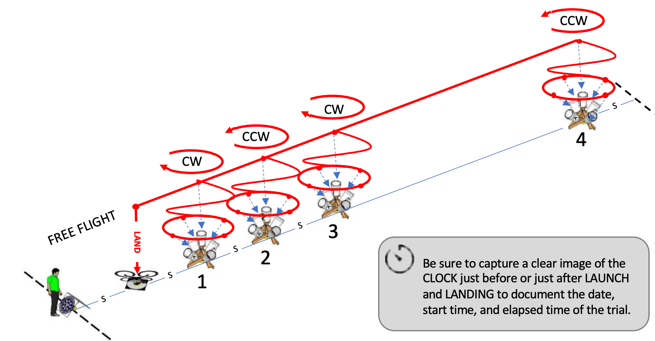 CCW
CW
CCW
CW
FREE FLIGHT
LAND
S
S
S
S
S
1
2
3
4
Be sure to capture a clear image of the
CLOCK just before or just after LAUNCH
and LANDING to document the date,
start time, and elapsed time of the trial.